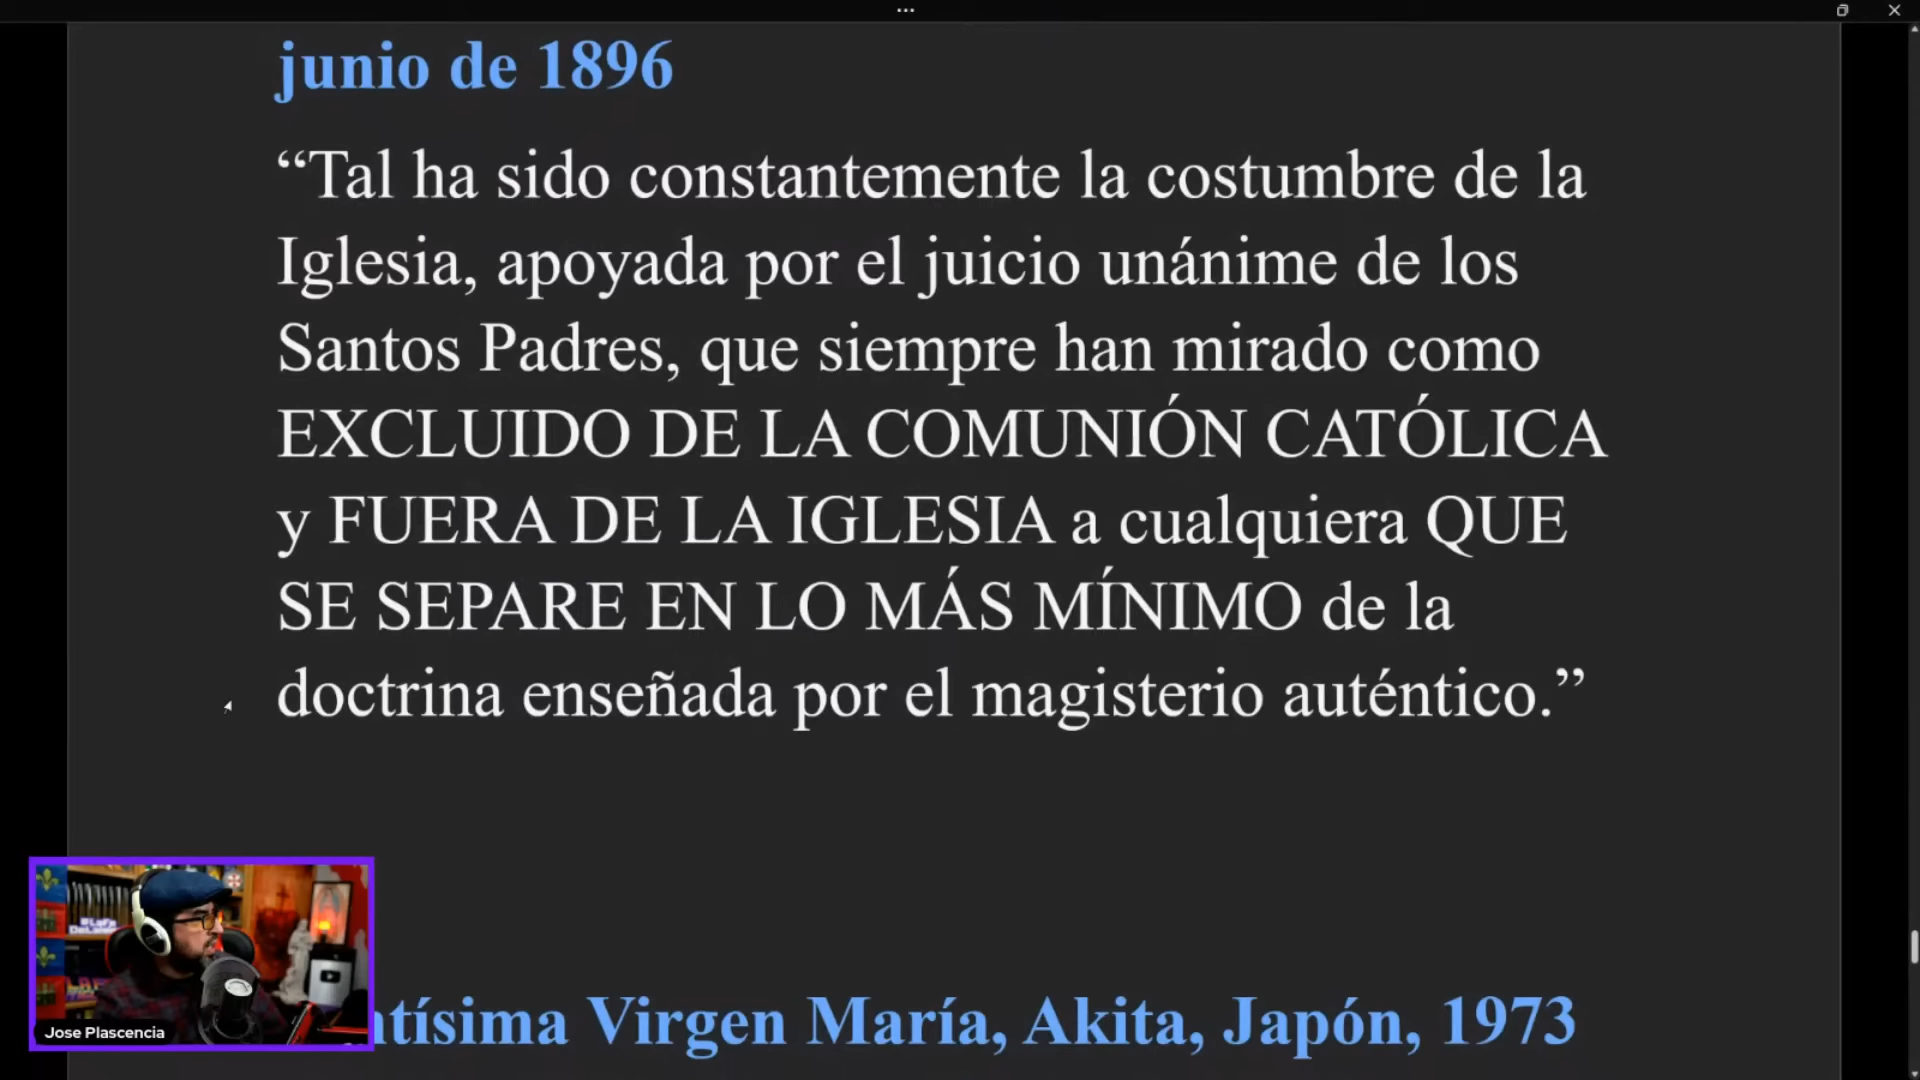 junio de 1896
“Tal ha sido constantemente la costumbre de la
Iglesia, apoyada por el juicio unánime de los
Santos Padres, que siempre han mirado como
EXCLUIDO DE LA COMUNIÓN CATÓLICA
y FUERA DE LA IGLESIA a cualquiera QUE
SE SEPARE EN LO MÁS MÍNIMO de la
doctrina enseñada por el magisterio auténtico.”
ntísima Virgen María, Akita, Japón, 1973
Jose Plascencia